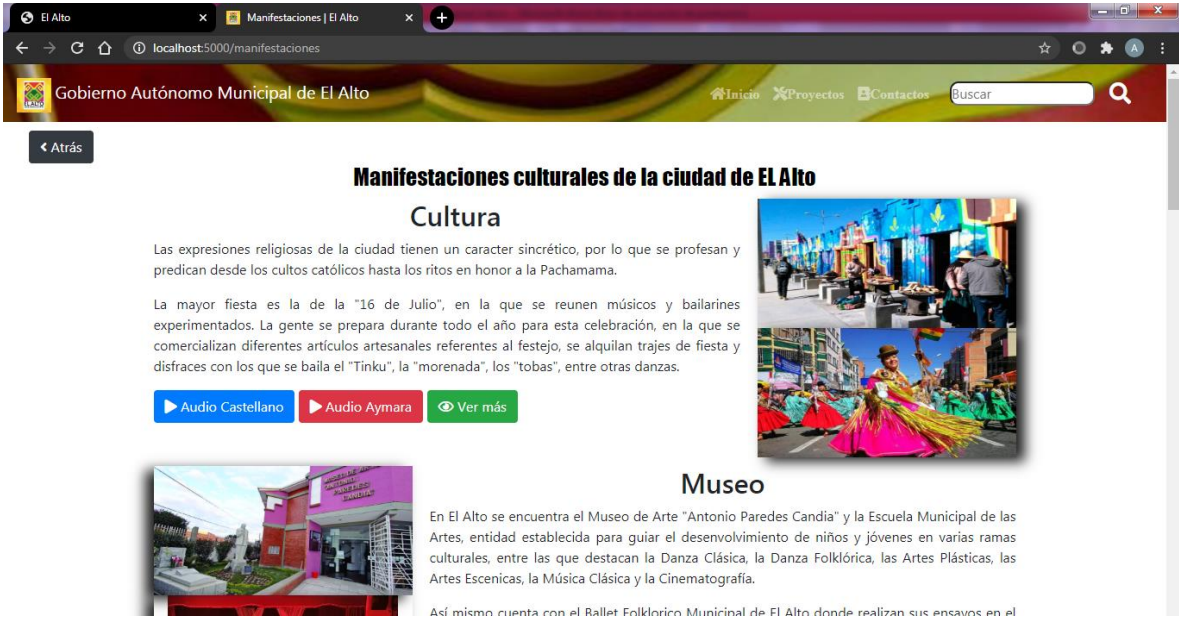 El Alto
Manifestaciones | El Alto
localhost:5000/manifestaciones
A
EL ALTO
Gobierno Autónomo Municipal de El Alto
Inicio Proyectos Contactos Buscar
Atrás
Manifestaciones culturales de la ciudad de EL Alto
Cultura
Las expresiones religiosas de la ciudad tienen un caracter sincrético, por lo que se profesan y
predican desde los cultos católicos hasta los ritos en honor a la Pachamama.
La mayor fiesta es la de la "16 de Julio", en la que se reunen músicos y bailarines
experimentados. La gente se prepara durante todo el año para esta celebración, en la que se
comercializan diferentes artículos artesanales referentes al festejo, se alquilan trajes de fiesta y
disfraces con los que se baila el "Tinku", la "morenada", los "tobas", entre otras danzas.
Audio Castellano Audio Aymara Ver más
MUSEO DE ARTE
ANTONIO
PAREDES
CANDIA
Museo
En El Alto se encuentra el Museo de Arte "Antonio Paredes Candia" y la Escuela Municipal de las
Artes, entidad establecida para guiar el desenvolvimiento de niños y jóvenes en varias ramas
culturales, entre las que destacan la Danza Clásica, la Danza Folklórica, las Artes Plásticas, las
Artes Escenicas, la Música Clásica y la Cinematografía.
Así mismo cuenta con el Ballet Folklorico Municipal de El Alto donde realizan sus ensayos en el